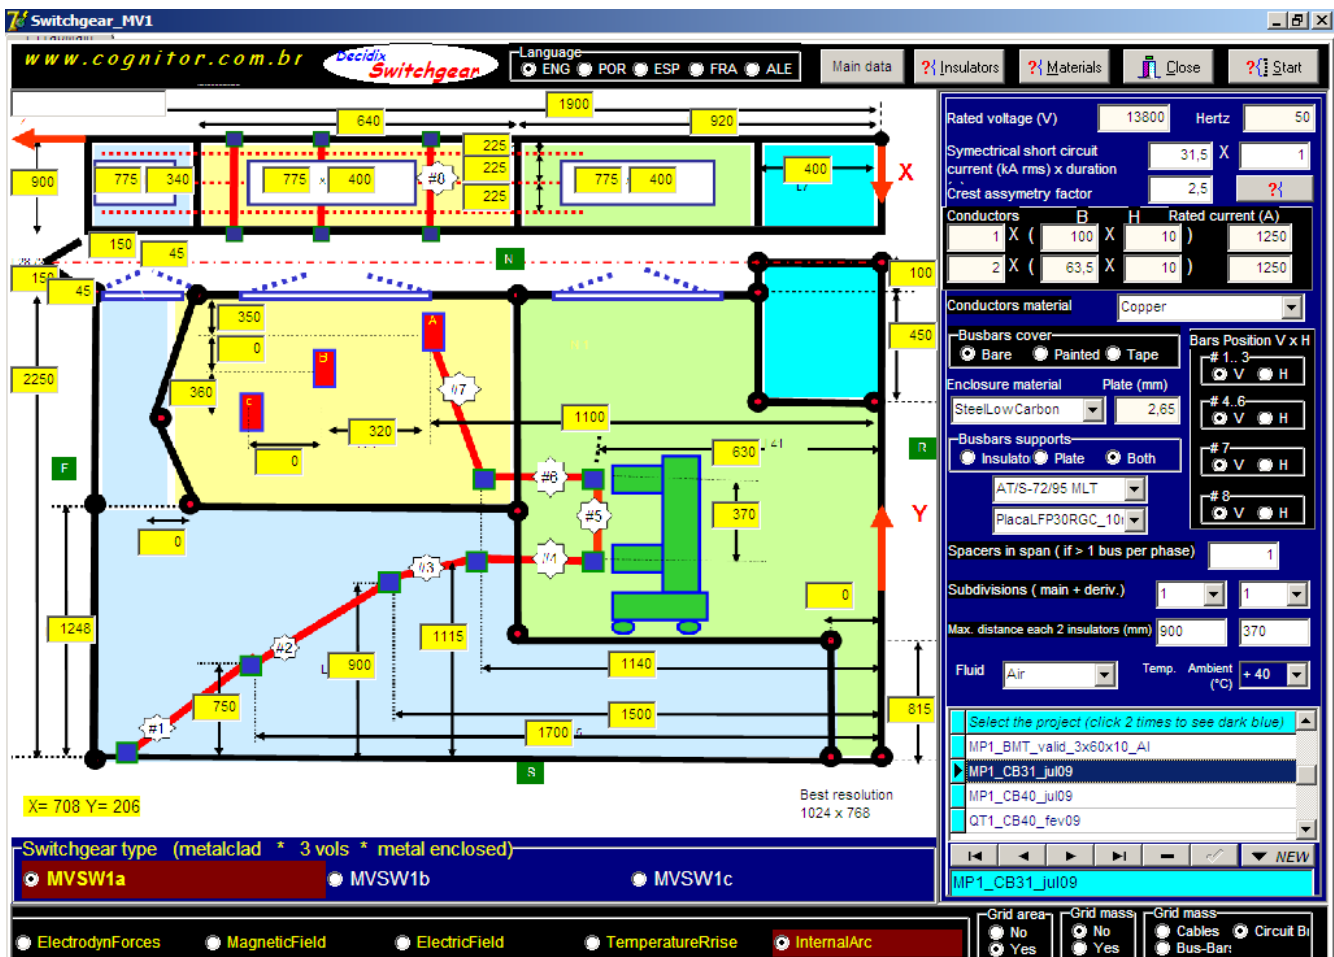 Switchgear_MV1
www.cognitor.com.br
Decidix
Switchgear
Language
ENG POR ESP FRA ALE
Main data
?{ Insulators
?{ Materials
Close
?{ Start
1900
640
920
225
225
225
900
775 340
775 x 400
#8
775 400
400
X
150
45
150
45
N
100
350
0
A
B
C
450
2250
360
#7
320
1100
0
630
F
R
#6
370
#5
Y
0
#4
#3
0
1248
1115
#2
900
1140
750
1500
815
#1
1700
S
X= 708 Y= 206
Best resolution
1024 x 768
Rated voltage (V) 13800 Hertz 50
Symetrical short circuit
current (kA rms) x duration 31,5 X 1
Crest assymetry factor 2,5 ?{
Conductors B H Rated current (A)
1 X ( 100 X 10 ) 1250
2 X ( 63,5 X 10 ) 1250
Conductors material Copper
Busbars cover
Bare Painted Tape
Bars Position V x H
# 1.. 3
V H
Enclosure material Plate (mm)
SteelLowCarbon 2,65
# 4..6
V H
Busbars supports
Insulato Plate Both
# 7
V H
AT/S-72/95 MLT
PlacaLFP30RGC_10
# 8
V H
Spacers in span ( if > 1 bus per phase) 1
Subdivisions ( main + deriv.) 1 1
Max. distance each 2 insulators (mm) 900 370
Fluid Air Temp. Ambient
(°C) + 40
Select the project (click 2 times to see dark blue)
MP1_BMT_valid_3x60x10_Al
MP1_CB31_jul09
MP1_CB40_jul09
QT1_CB40_fev09
NEW
MP1_CB31_jul09
Switchgear type (metalclad * 3 vols * metal enclosed)
MVSW1a MVSW1b MVSW1c
ElectrodynForces MagneticField ElectricField TemperatureRrise InternalArc
Grid area
No
Yes
Grid mass
No
Yes
Grid mass
Cables Circuit B
Bus-Bar